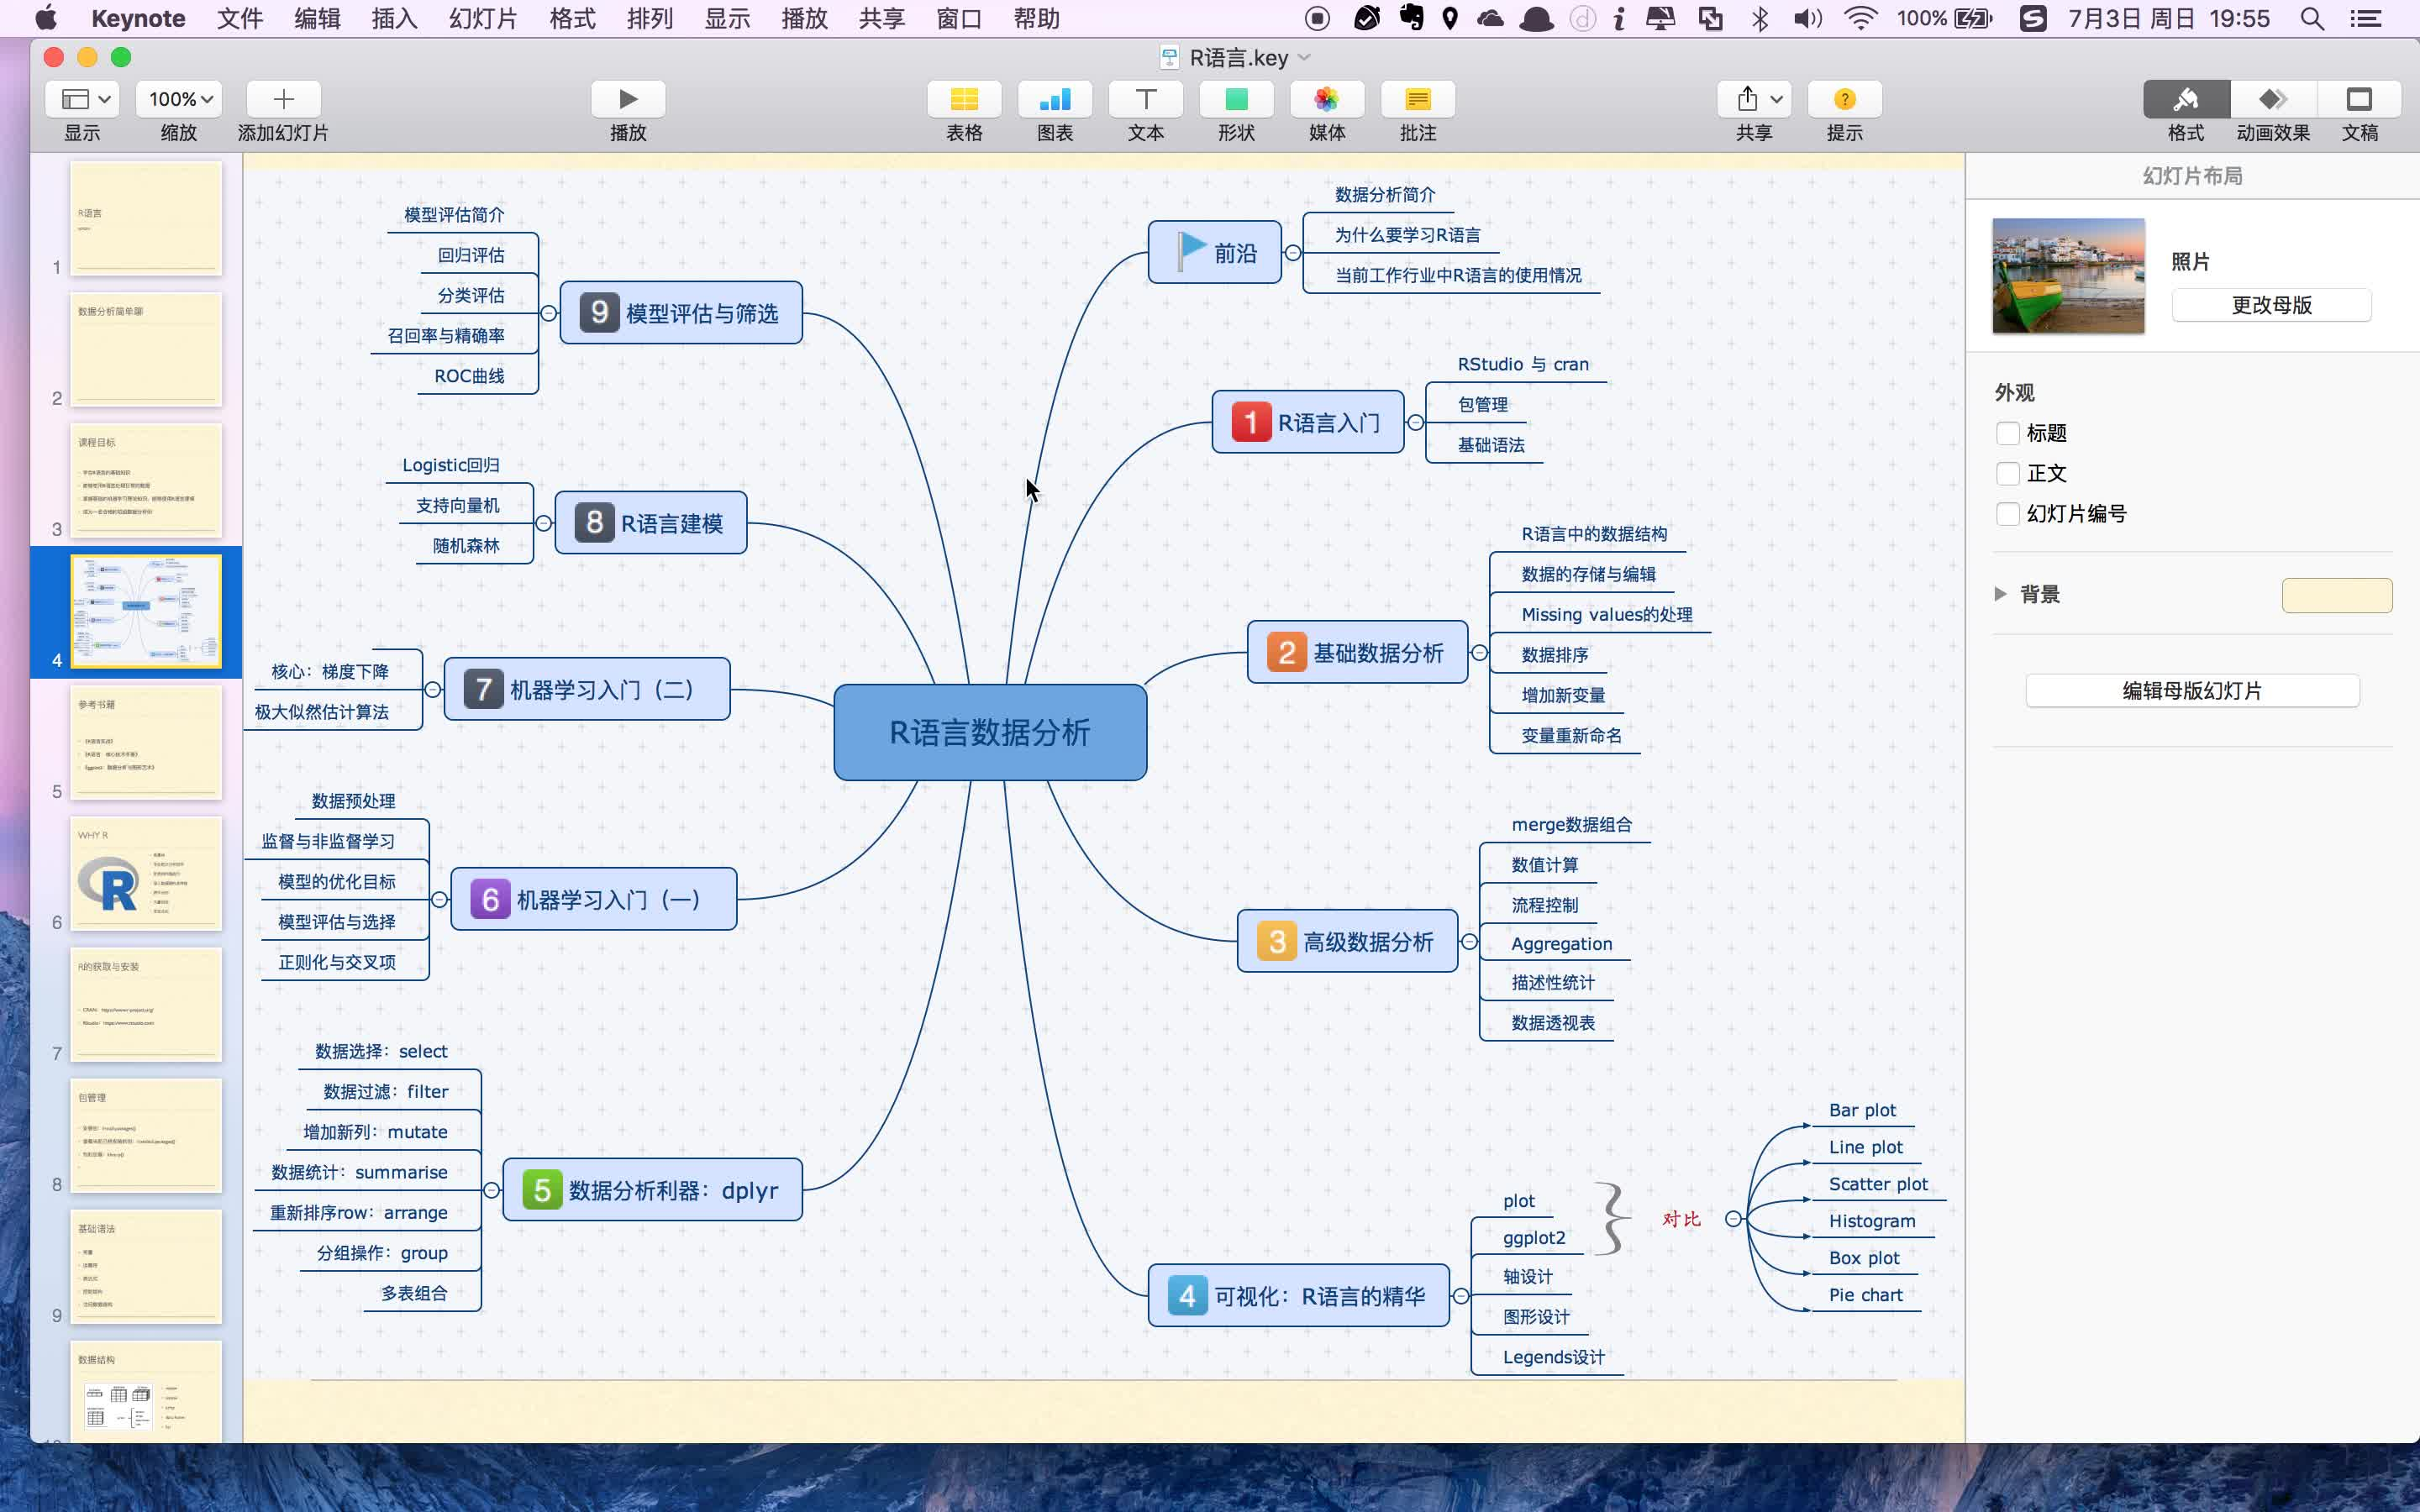 Keynote 文件 编辑 插入 幻灯片 格式 排列 显示 播放 共享 窗口 帮助 100% 7月3日 周日 19:55
R语言.key
100%
显示 缩放 添加幻灯片 播放 表格 图表 文本 形状 媒体 批注 共享 提示 格式 动画效果 文稿
R语言
1
数据分析简单聊
2
课程目标
3
4
参考书籍
5
WHY R
R
6
R的获取与安装
7
包管理
8
基础语法
9
数据结构
模型评估简介
回归评估
分类评估
召回率与精确率
ROC曲线
9 模型评估与筛选
Logistic回归
支持向量机
随机森林
8 R语言建模
核心：梯度下降
极大似然估计算法
7 机器学习入门（二）
数据预处理
监督与非监督学习
模型的优化目标
模型评估与选择
正则化与交叉项
6 机器学习入门（一）
数据选择：select
数据过滤：filter
增加新列：mutate
数据统计：summarise
重新排序row：arrange
分组操作：group
多表组合
5 数据分析利器：dplyr
R语言数据分析
前沿
数据分析简介
为什么要学习R语言
当前工作行业中R语言的使用情况
1 R语言入门
RStudio 与 cran
包管理
基础语法
2 基础数据分析
R语言中的数据结构
数据的存储与编辑
Missing values的处理
数据排序
增加新变量
变量重新命名
3 高级数据分析
merge数据组合
数值计算
流程控制
Aggregation
描述性统计
数据透视表
4 可视化：R语言的精华
plot
ggplot2
轴设计
图形设计
Legends设计
对比
Bar plot
Line plot
Scatter plot
Histogram
Box plot
Pie chart
幻灯片布局
照片
更改母版
外观
标题
正文
幻灯片编号
背景
编辑母版幻灯片